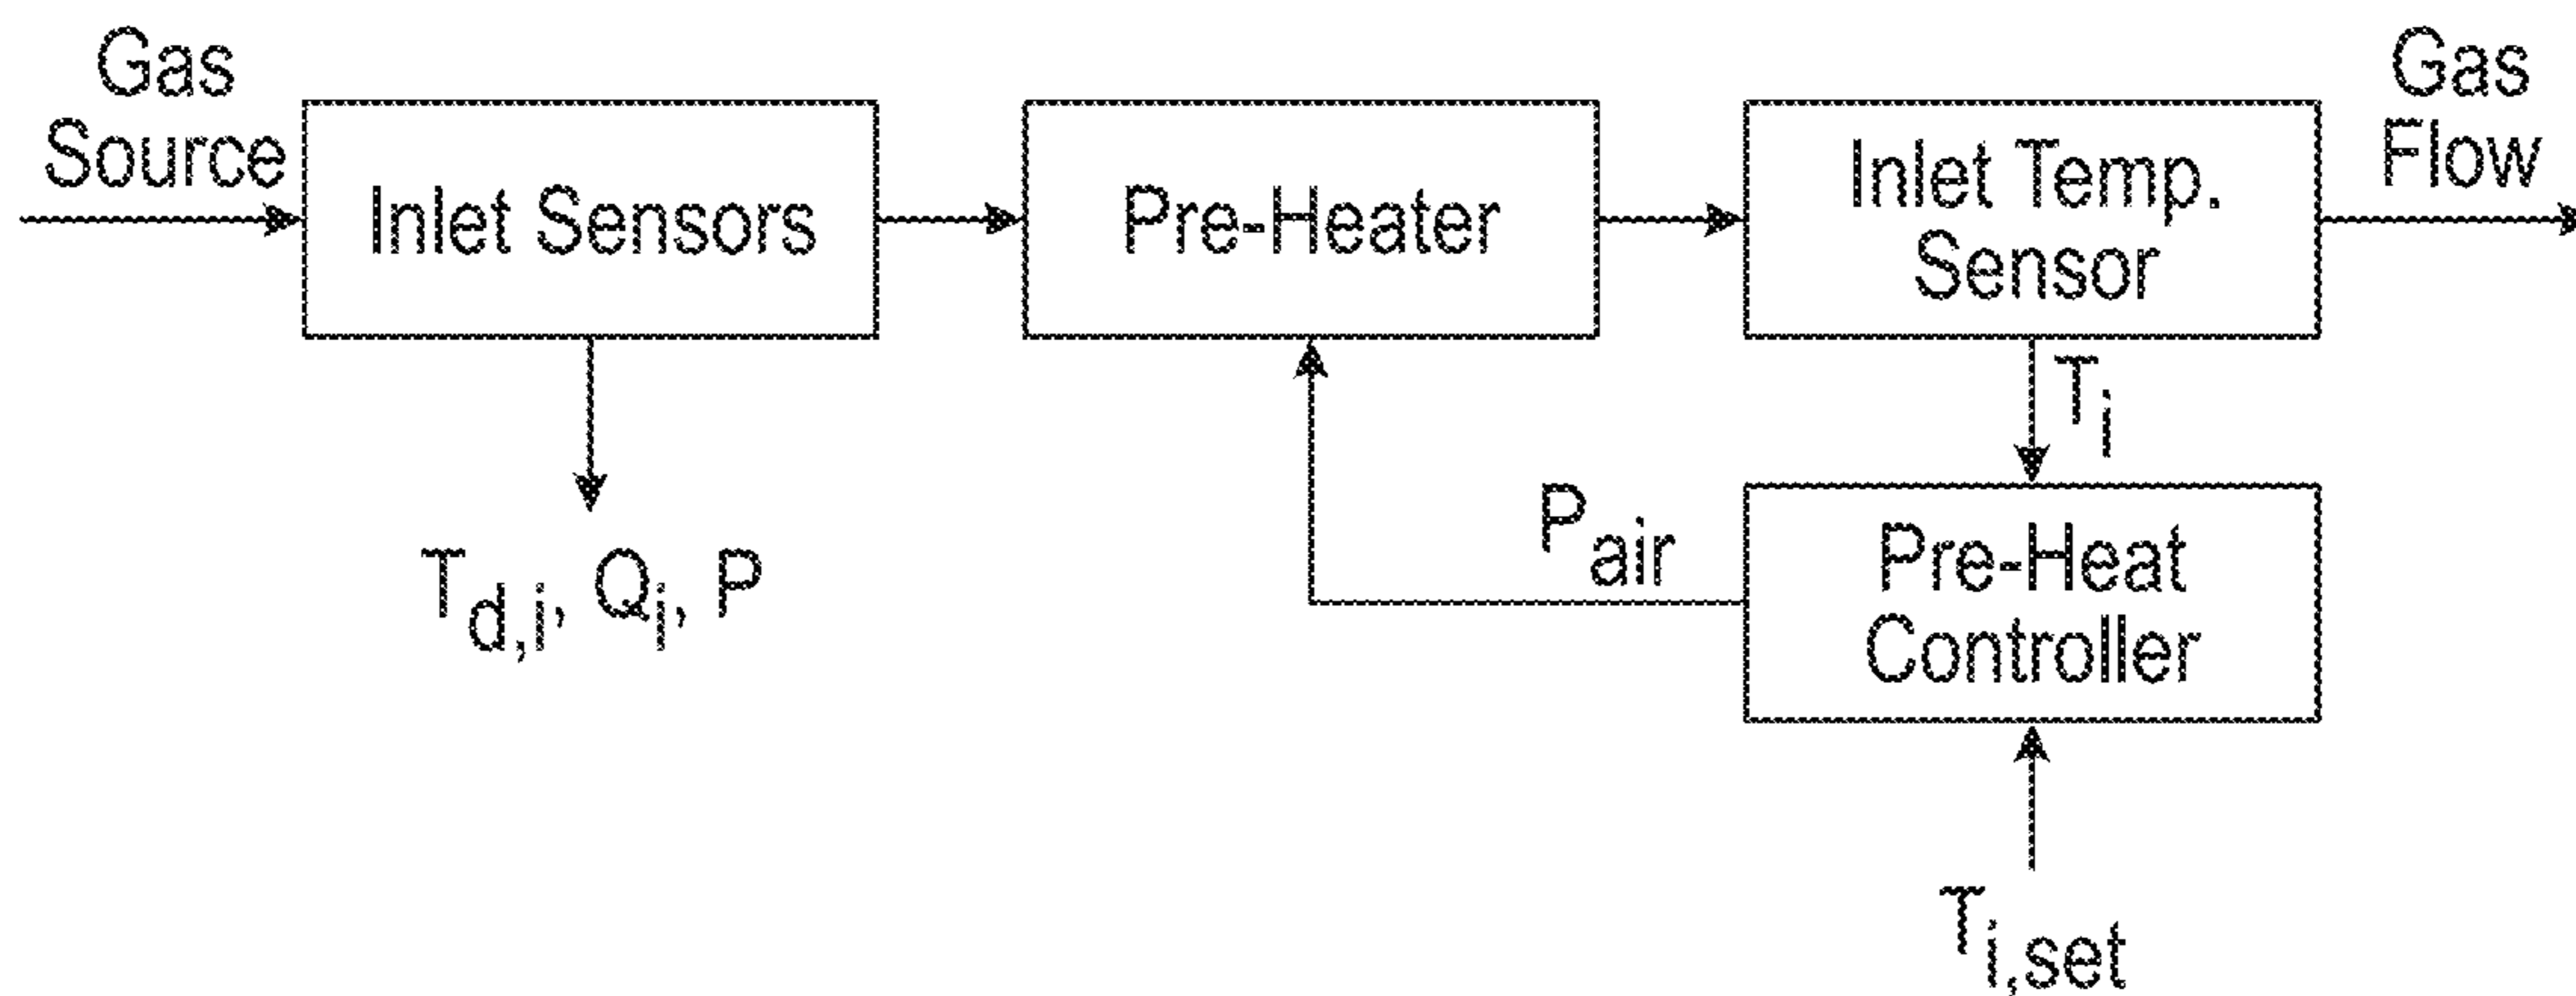 Gas
Source
Inlet Sensors
Pre-Heater
Inlet Temp.
Sensor
Gas
Flow
T_i
T_d,i, Q_i, P
P_air
Pre-Heat
Controller
T_i,set